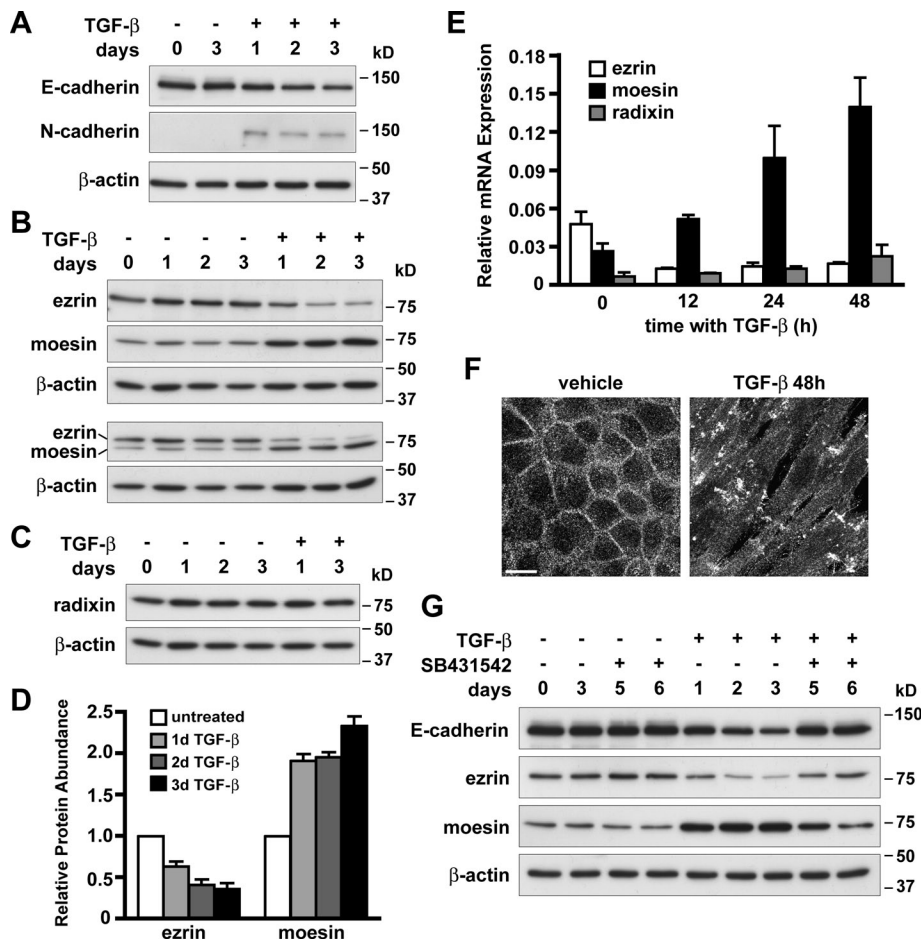 A
TGF-β - - + + +
days 0 3 1 2 3 kD
E-cadherin
150
N-cadherin
150
β-actin
50
37
B
TGF-β - - - - + + +
days 0 1 2 3 1 2 3 kD
ezrin
75
moesin
75
β-actin
50
37
ezrin
moesin
75
β-actin
50
37
C
TGF-β - - - - + +
days 0 1 2 3 1 3 kD
radixin
75
β-actin
50
37
D
Relative Protein Abundance
2.5
2.0
1.5
1.0
0.5
0
untreated
1d TGF-β
2d TGF-β
3d TGF-β
ezrin moesin
E
Relative mRNA Expression
0.18
0.15
0.12
0.09
0.06
0.03
0
ezrin
moesin
radixin
0 12 24 48
time with TGF-β (h)
F
vehicle TGF-β 48h
G
TGF-β - - - - + + + + +
SB431542 - - + + - - - + +
days 0 3 5 6 1 2 3 5 6 kD
E-cadherin
150
ezrin
75
moesin
75
β-actin
50
37